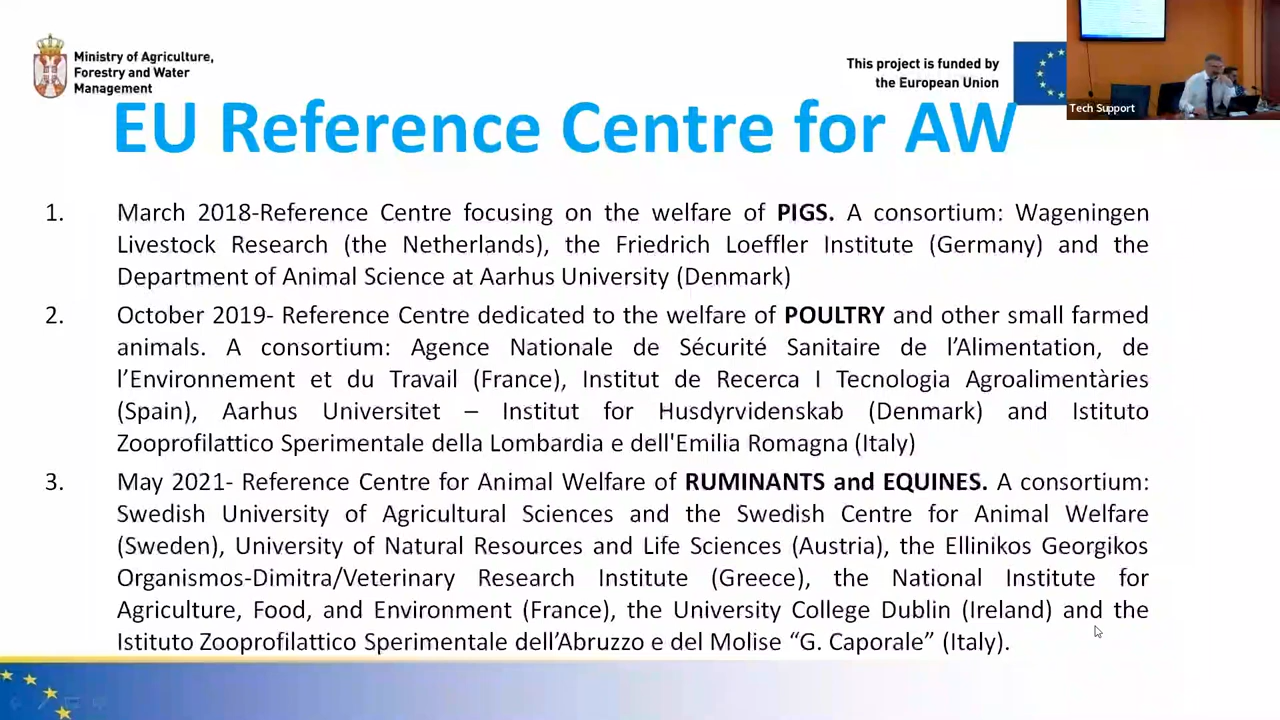 Ministry of Agriculture,
Forestry and Water
Management
This project is funded by
the European Union
Tech Support
EU Reference Centre for AW
1. March 2018-Reference Centre focusing on the welfare of PIGS. A consortium: Wageningen
Livestock Research (the Netherlands), the Friedrich Loeffler Institute (Germany) and the
Department of Animal Science at Aarhus University (Denmark)
2. October 2019- Reference Centre dedicated to the welfare of POULTRY and other small farmed
animals. A consortium: Agence Nationale de Sécurité Sanitaire de l’Alimentation, de
l’Environnement et du Travail (France), Institut de Recerca I Tecnologia Agroalimentàries
(Spain), Aarhus Universitet – Institut for Husdyrvidenskab (Denmark) and Istituto
Zooprofilattico Sperimentale della Lombardia e dell'Emilia Romagna (Italy)
3. May 2021- Reference Centre for Animal Welfare of RUMINANTS and EQUINES. A consortium:
Swedish University of Agricultural Sciences and the Swedish Centre for Animal Welfare
(Sweden), University of Natural Resources and Life Sciences (Austria), the Ellinikos Georgikos
Organismos-Dimitra/Veterinary Research Institute (Greece), the National Institute for
Agriculture, Food, and Environment (France), the University College Dublin (Ireland) and the
Istituto Zooprofilattico Sperimentale dell’Abruzzo e del Molise “G. Caporale” (Italy).